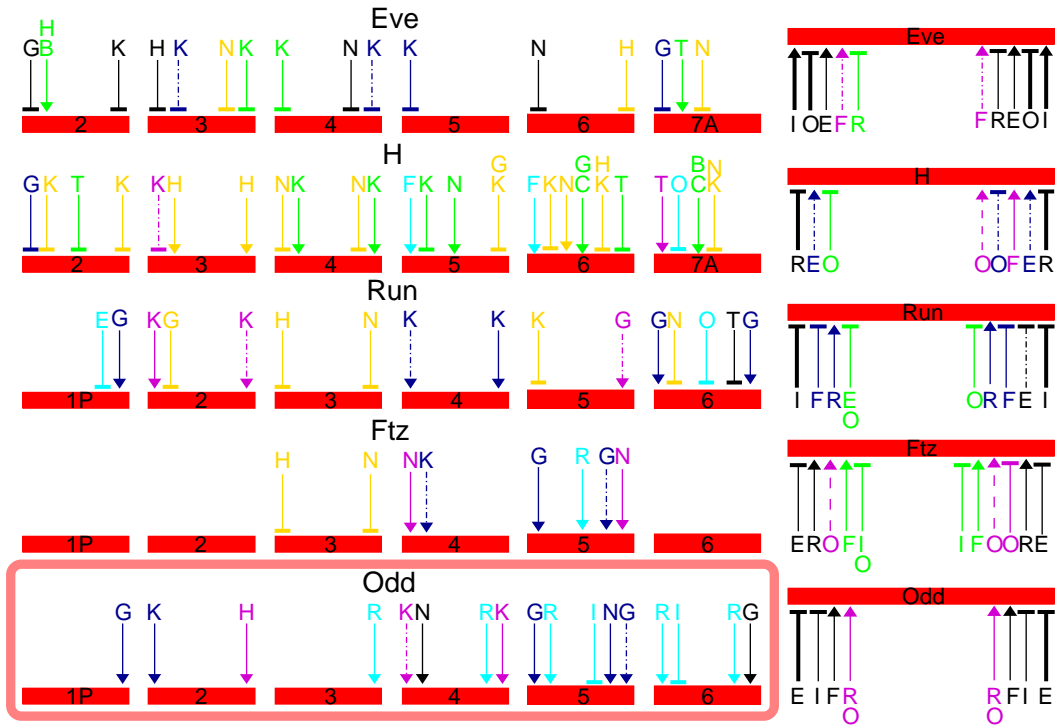 Eve
H
G B K H K N K K N K K N H G T N
2 3 4 5 6 7A
H
G
G H B N
G K T K K H H N K N K F K N K F K N C K T T O C K
2 3 4 5 6 7A
Run
E G K G K H N K K K G G N O T G
1P 2 3 4 5 6
Ftz
H N N K G R G N
1P 2 3 4 5 6
Odd
G K H R K N R K G R I N G R I R G
1P 2 3 4 5 6
Eve
I O E F R F R E O I
H
R E O O O F E R
Run
I F R E O R F E I
O
Ftz
E R O F I I F O O R E
O
Odd
E I F R R F I E
O O